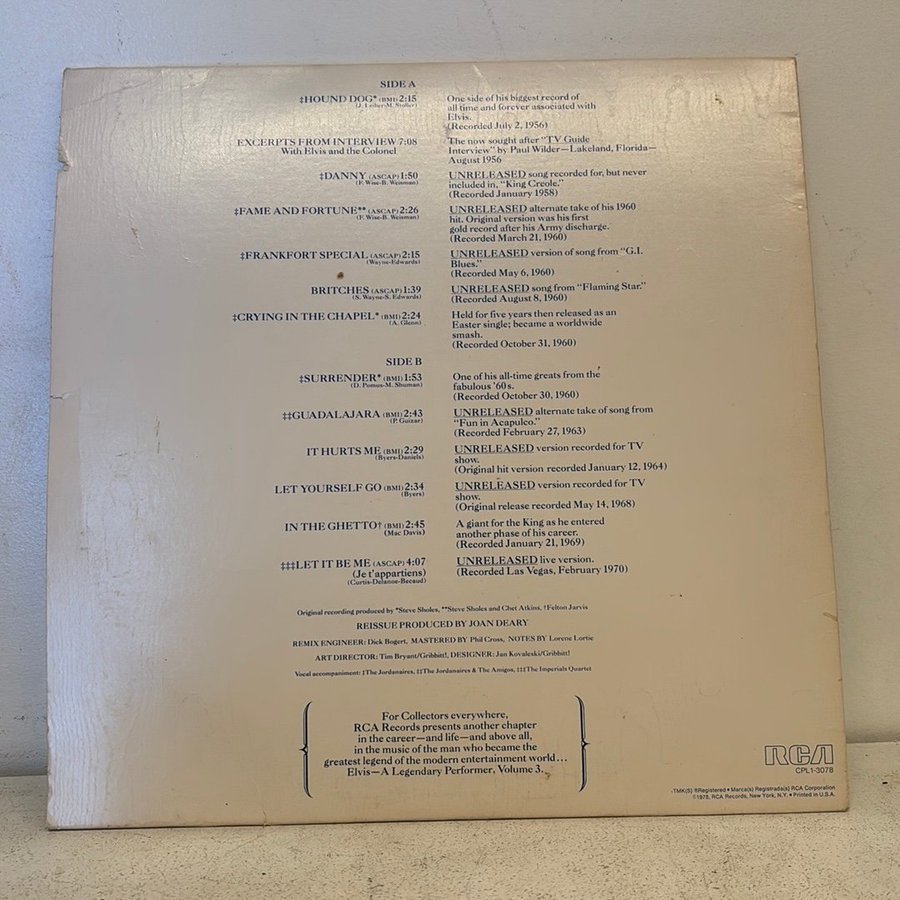 SIDE A
‡HOUND DOG* (BMI) 2:15
(J. Leiber-M. Stoller)
One side of his biggest record of
all time and forever associated with
Elvis.
(Recorded July 2, 1956)
EXCERPTS FROM INTERVIEW 7:08
With Elvis and the Colonel
The now sought after "TV Guide
Interview" by Paul Wilder—Lakeland, Florida—
August 1956
‡DANNY (ASCAP) 1:50
(F. Wise-B. Weisman)
UNRELEASED song recorded for, but never
included in, "King Creole."
(Recorded January 1958)
‡FAME AND FORTUNE** (ASCAP) 2:26
(F. Wise-B. Weisman)
UNRELEASED alternate take of his 1960
hit. Original version was his first
gold record after his Army discharge.
(Recorded March 21, 1960)
‡FRANKFORT SPECIAL (ASCAP) 2:15
(Wayne-Edwards)
UNRELEASED version of song from "G.I.
Blues."
(Recorded May 6, 1960)
BRITCHES (ASCAP) 1:39
(S. Wayne-S. Edwards)
UNRELEASED song from "Flaming Star."
(Recorded August 8, 1960)
‡CRYING IN THE CHAPEL* (BMI) 2:24
(A. Glenn)
Held for five years then released as an
Easter single; became a worldwide
smash.
(Recorded October 31, 1960)
SIDE B
‡SURRENDER* (BMI) 1:53
(D. Pomus-M. Shuman)
One of his all-time greats from the
fabulous '60s.
(Recorded October 30, 1960)
‡‡GUADALAJARA (BMI) 2:43
(P. Guizar)
UNRELEASED alternate take of song from
"Fun in Acapulco."
(Recorded February 27, 1963)
IT HURTS ME (BMI) 2:29
(Byers-Daniels)
UNRELEASED version recorded for TV
show.
(Original hit version recorded January 12, 1964)
LET YOURSELF GO (BMI) 2:34
(Byers)
UNRELEASED version recorded for TV
show.
(Original release recorded May 14, 1968)
IN THE GHETTO† (BMI) 2:45
(Mac Davis)
A giant for the King as he entered
another phase of his career.
(Recorded January 21, 1969)
‡‡‡LET IT BE ME (ASCAP) 4:07
(Je t'appartiens)
(Curtis-Delanoe-Becaud)
UNRELEASED live version.
(Recorded Las Vegas, February 1970)
Original recording produced by *Steve Sholes, **Steve Sholes and Chet Atkins, †Felton Jarvis
REISSUE PRODUCED BY JOAN DEARY
REMIX ENGINEER: Dick Bogert, MASTERED BY Phil Cross, NOTES BY Lorene Lortie
ART DIRECTOR: Tim Bryant/Gribbitt!, DESIGNER: Jan Kovaleski/Gribbitt!
Vocal accompaniment: ‡The Jordanaires, ‡‡The Jordanaires & The Amigos, ‡‡‡The Imperials Quartet
For Collectors everywhere,
RCA Records presents another chapter
in the career—and life—and above all,
in the music of the man who became the
greatest legend of the modern entertainment world...
Elvis—A Legendary Performer, Volume 3.
RCA
CPL1-3078
TMK(S) ®Registered • Marca(s) Registrada(s) RCA Corporation
©1978, RCA Records, New York, N.Y. • Printed in U.S.A.